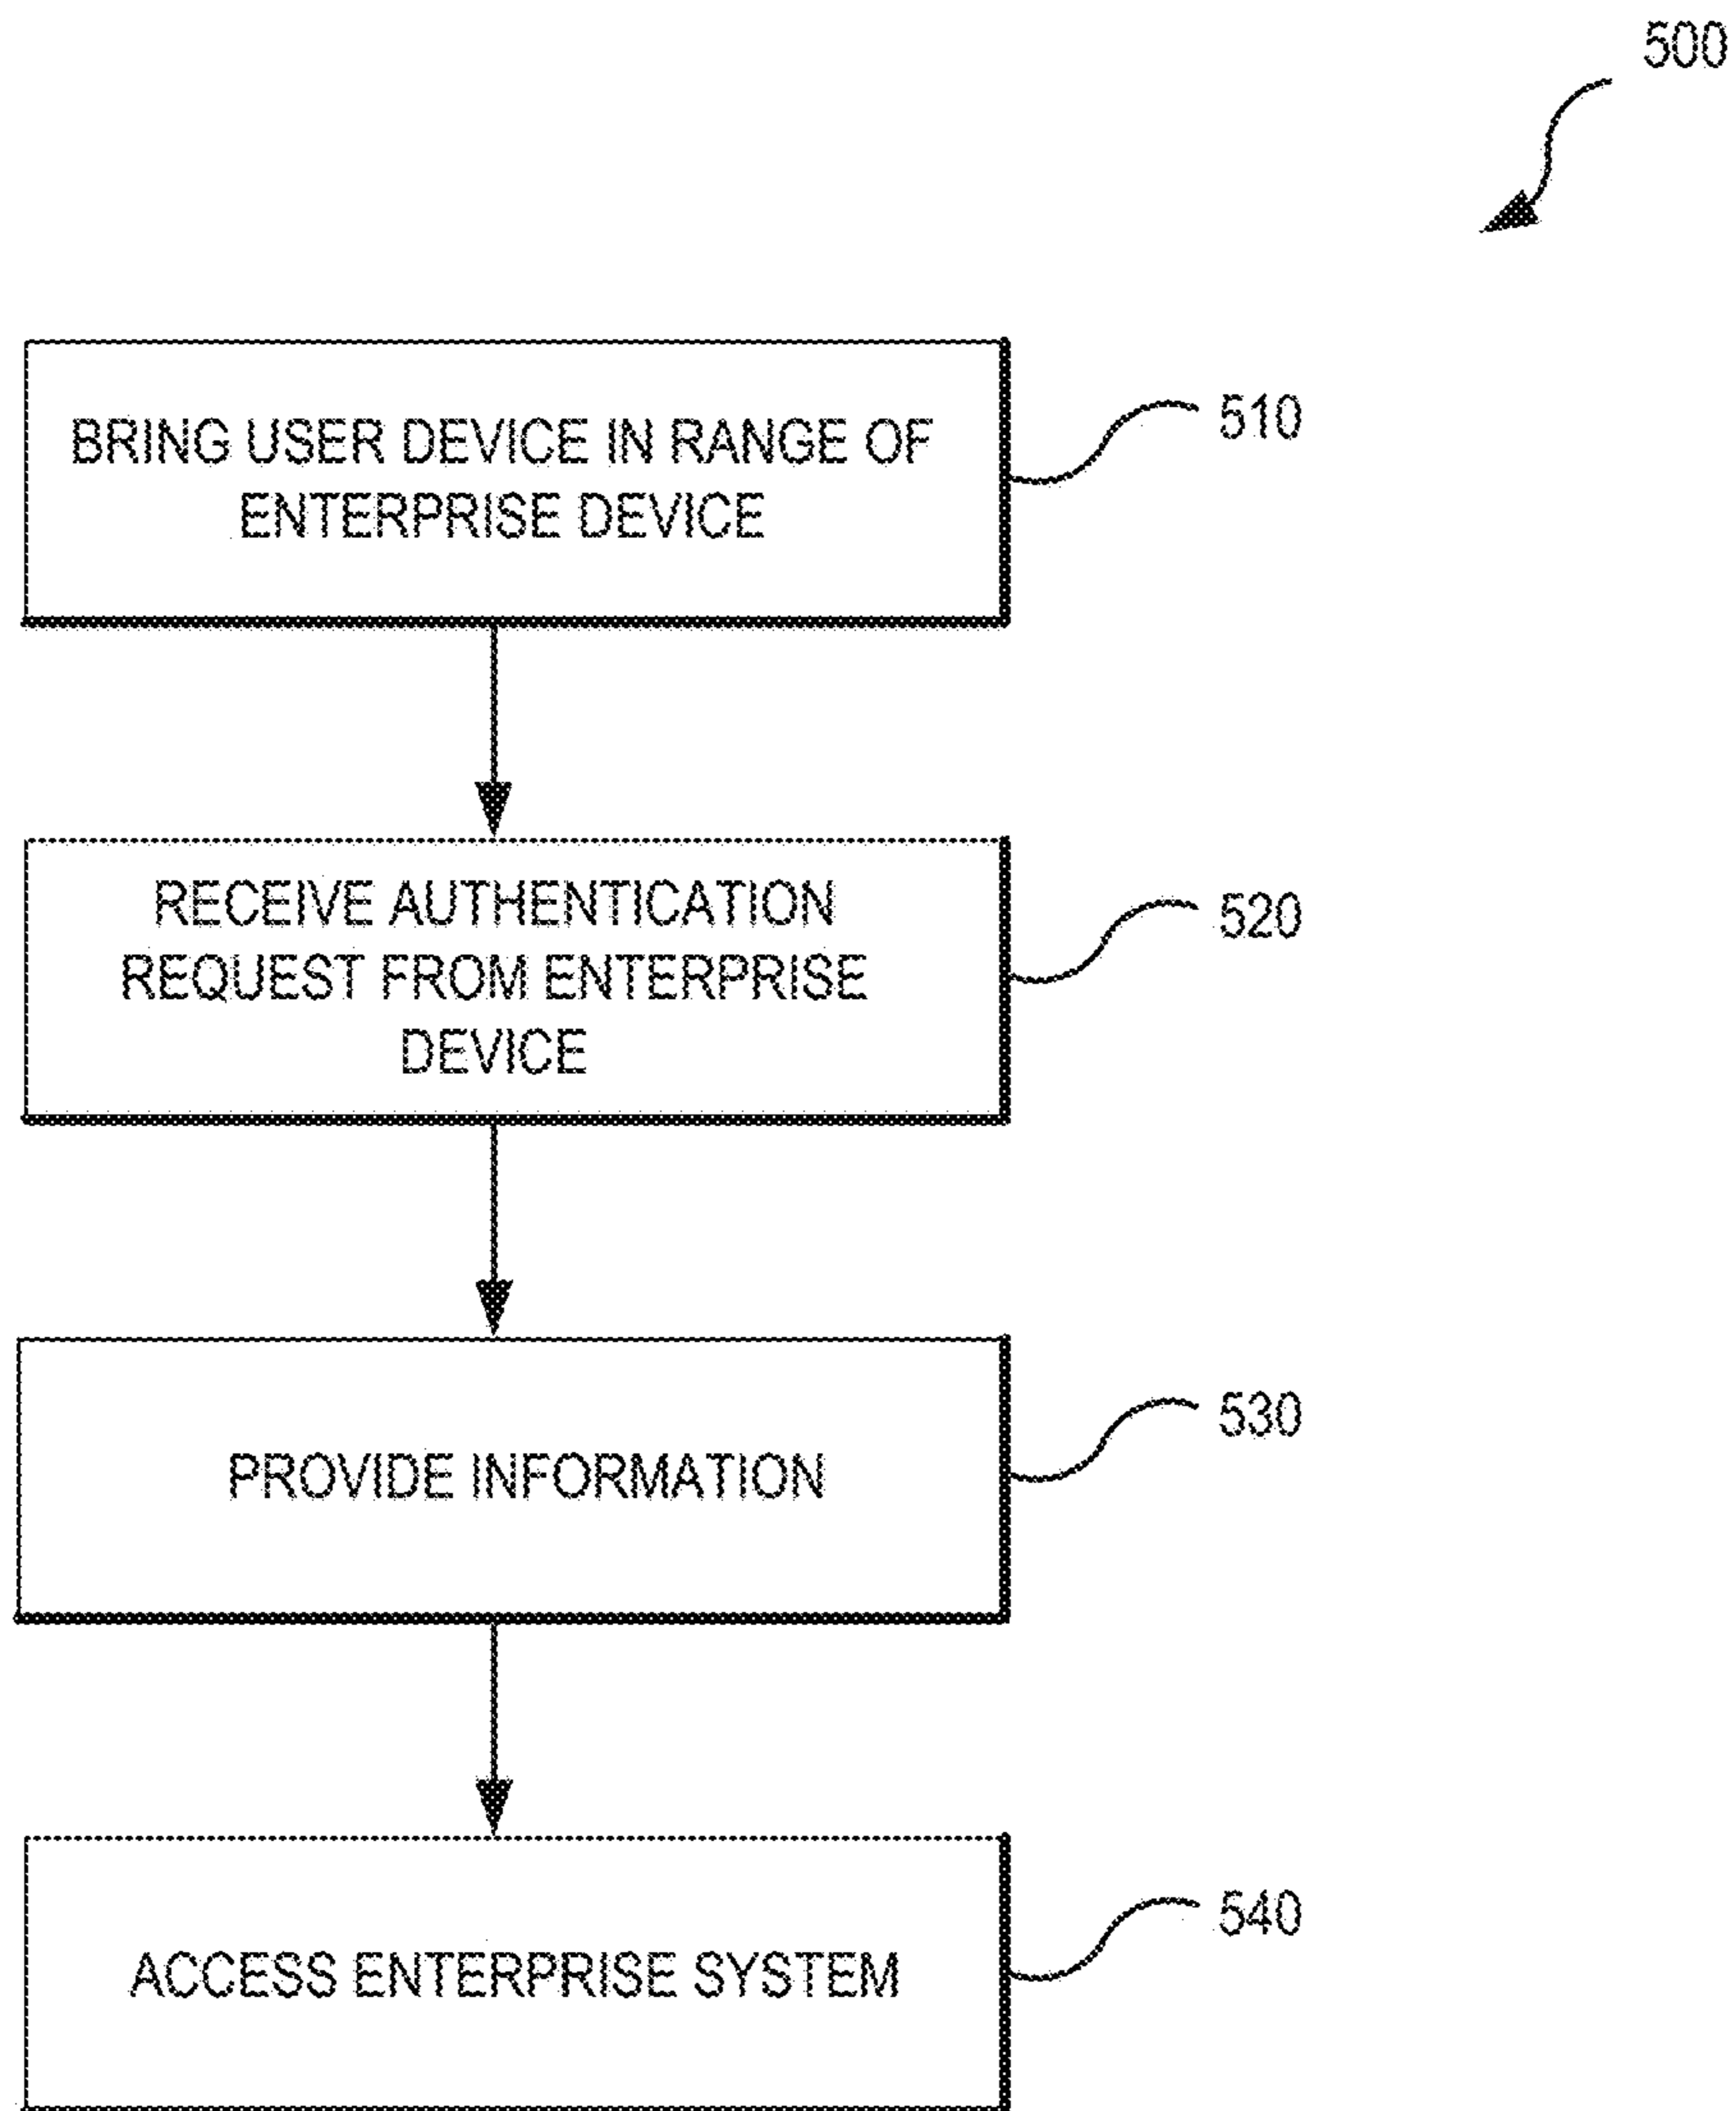 500
BRING USER DEVICE IN RANGE OF
ENTERPRISE DEVICE
510
RECEIVE AUTHENTICATION
REQUEST FROM ENTERPRISE
DEVICE
520
PROVIDE INFORMATION
530
ACCESS ENTERPRISE SYSTEM
540